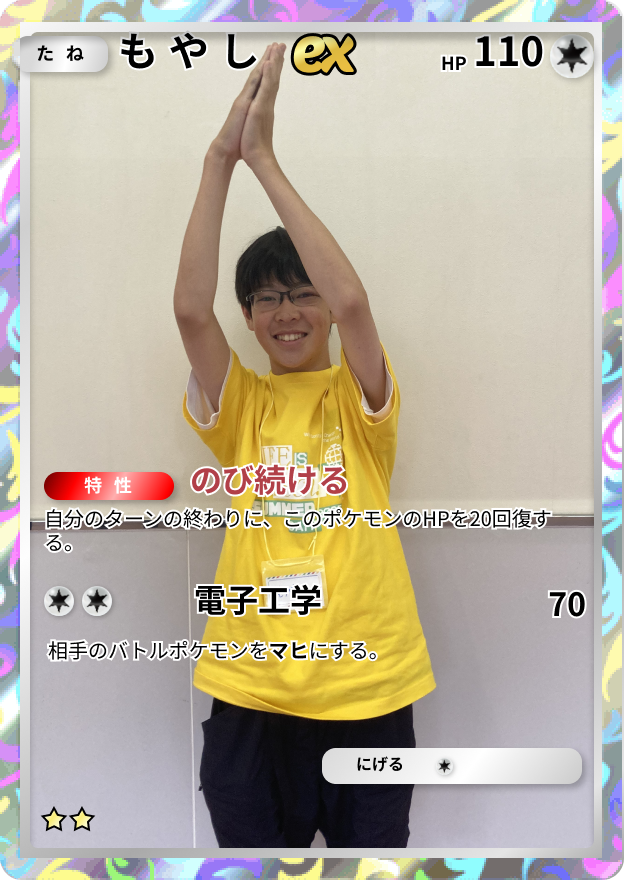 たね もやし ex HP 110
IS
特性 のび続ける
自分のターンの終わりに、このポケモンのHPを20回復す
る。
電子工学 70
相手のバトルポケモンをマヒにする。
にげる